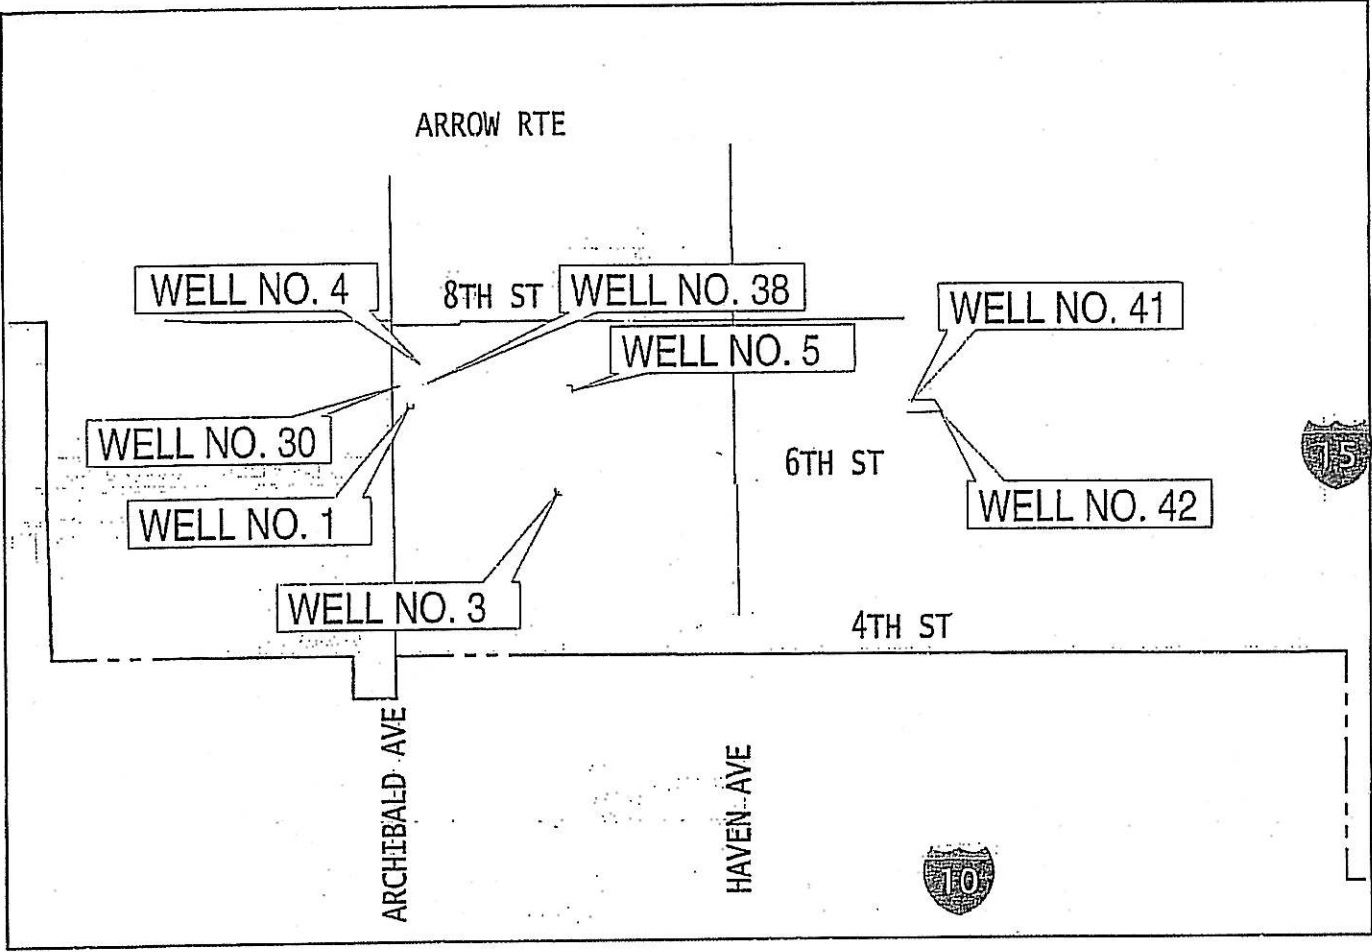 ARROW RTE
WELL NO. 4
8TH ST
WELL NO. 38
WELL NO. 41
WELL NO. 5
WELL NO. 30
6TH ST
15
WELL NO. 1
WELL NO. 42
WELL NO. 3
4TH ST
ARCHIBALD AVE
HAVEN AVE
10